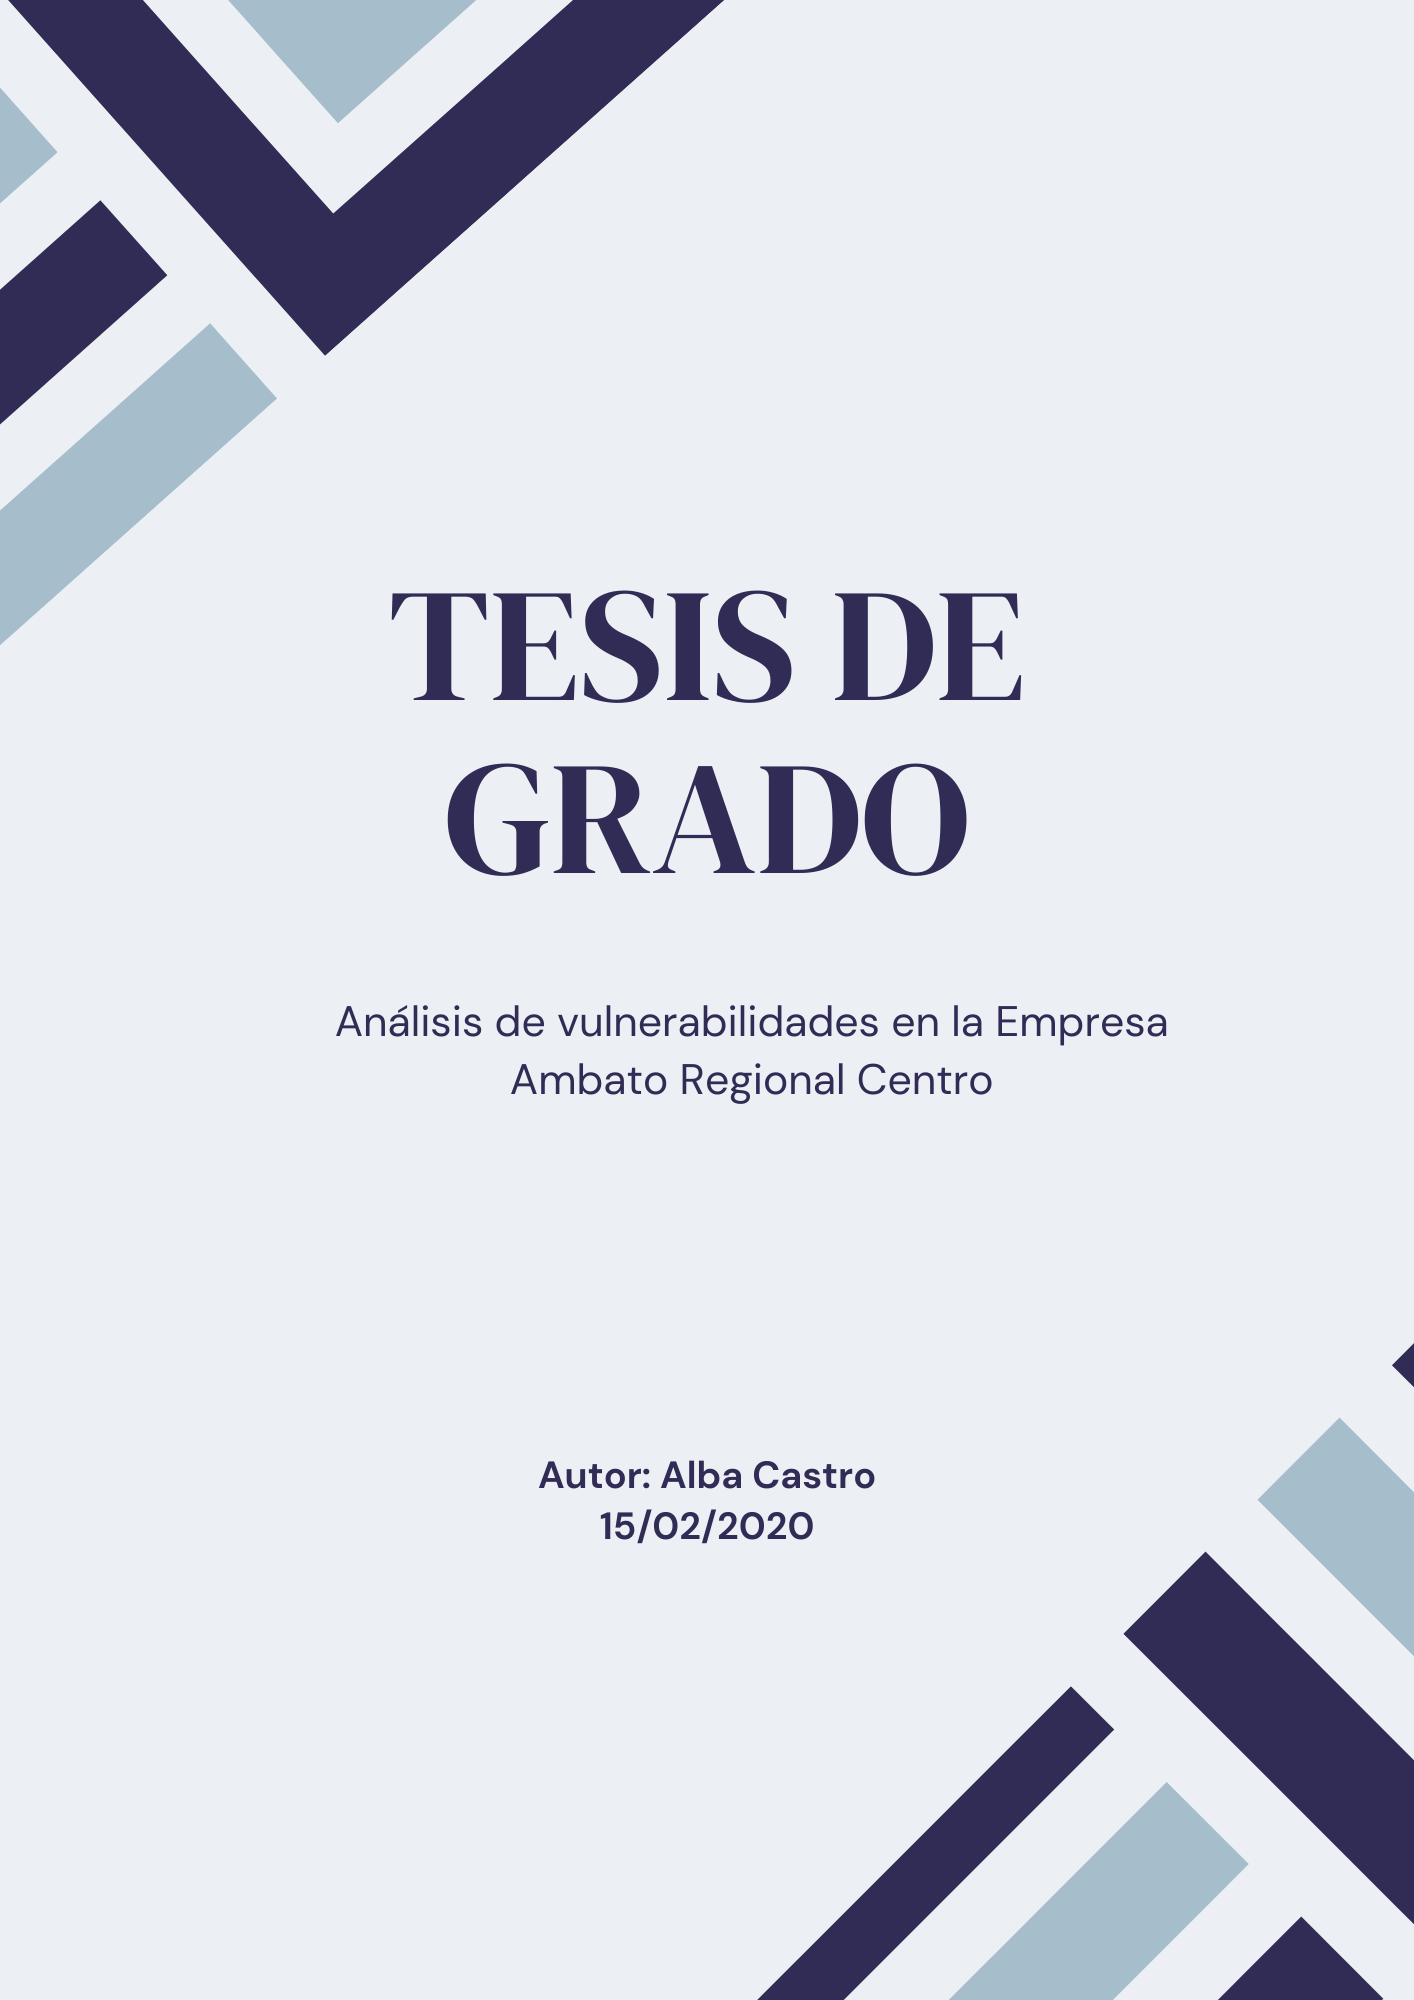 TESIS DE
GRADO
Análisis de vulnerabilidades en la Empresa
Ambato Regional Centro
Autor: Alba Castro
15/02/2020